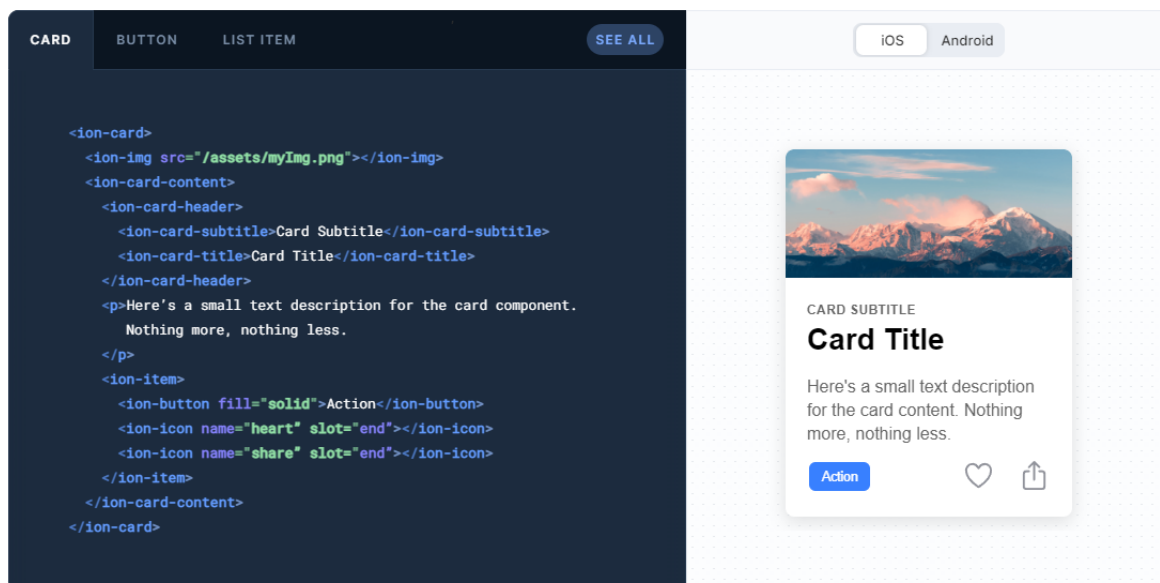 CARD
BUTTON
LIST ITEM
SEE ALL
iOS
Android
<ion-card>
<ion-img src="/assets/myImg.png"></ion-img>
<ion-card-content>
<ion-card-header>
<ion-card-subtitle>Card Subtitle</ion-card-subtitle>
<ion-card-title>Card Title</ion-card-title>
</ion-card-header>
<p>Here's a small text description for the card component.
Nothing more, nothing less.
</p>
<ion-item>
<ion-button fill="solid">Action</ion-button>
<ion-icon name="heart” slot="end”></ion-icon>
<ion-icon name="share” slot="end”></ion-icon>
</ion-item>
</ion-card-content>
</ion-card>
CARD SUBTITLE
Card Title
Here's a small text description
for the card content. Nothing
more, nothing less.
Action